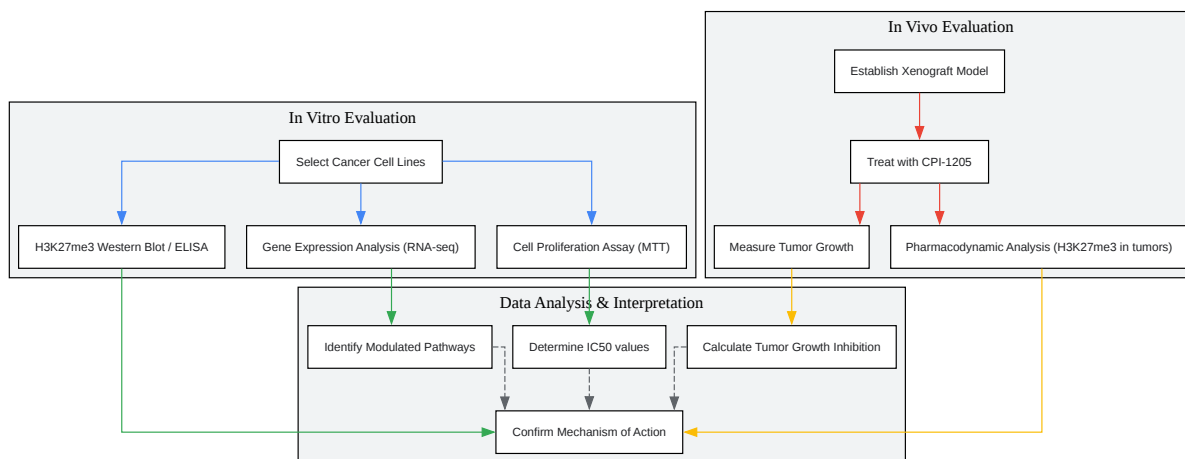 In Vivo Evaluation
Establish Xenograft Model
In Vitro Evaluation
Select Cancer Cell Lines
Treat with CPI-1205
H3K27me3 Western Blot / ELISA
Gene Expression Analysis (RNA-seq)
Cell Proliferation Assay (MTT)
Measure Tumor Growth
Pharmacodynamic Analysis (H3K27me3 in tumors)
Data Analysis & Interpretation
Identify Modulated Pathways
Determine IC50 values
Calculate Tumor Growth Inhibition
Confirm Mechanism of Action